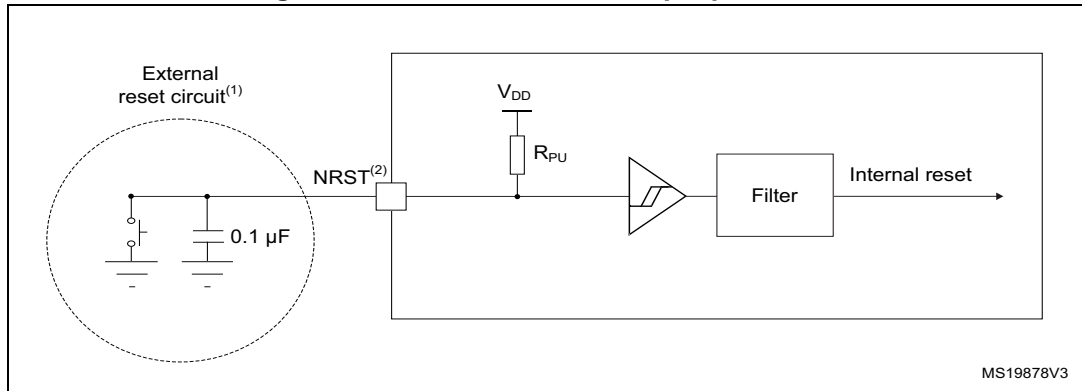 External
reset circuit(1)
VDD
RPU
NRST(2)
Internal reset
Filter
0.1 µF
MS19878V3